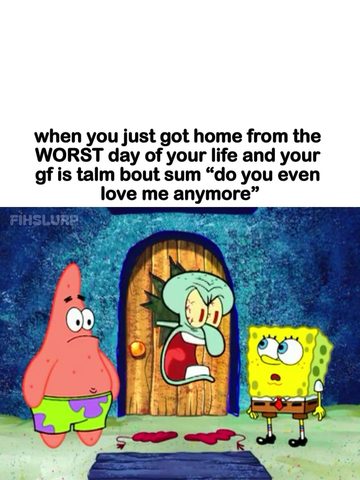 when you just got home from the
WORST day of your life and your
gf is talm bout sum “do you even
love me anymore”
FIHSLURP